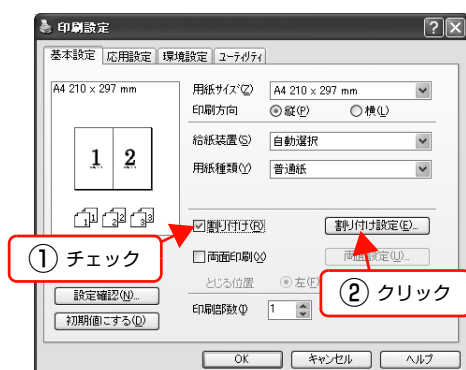 印刷設定
基本設定 応用設定 環境設定 ユーティリティ
A4 210 x 297 mm
用紙サイズ(Z) A4 210 x 297 mm
印刷方向 縦(P) 横(L)
給紙装置(S) 自動選択
用紙種類(Y) 普通紙
1 2
1 2 3
割り付け(R) 割り付け設定(E)...
① チェック
両面印刷(X) 両面設定(U)...
とじる位置 左(F)
② クリック
設定確認(N)...
初期値にする(D)
印刷部数(I) 1
OK キャンセル ヘルプ